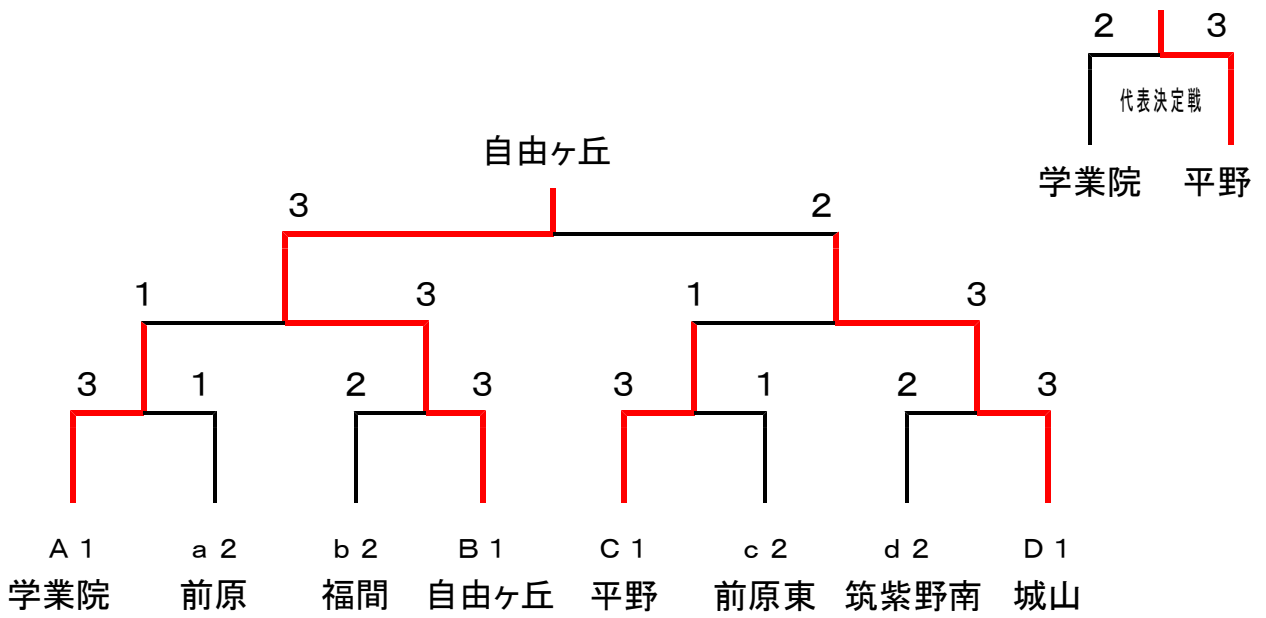 2 3
代表決定戦
学業院 平野
自由ヶ丘
3 2
1 3 1 3
3 1 2 3 3 1 2 3
A1 a2 b2 B1 C1 c2 d2 D1
学業院 前原 福間 自由ヶ丘 平野 前原東 筑紫野南 城山